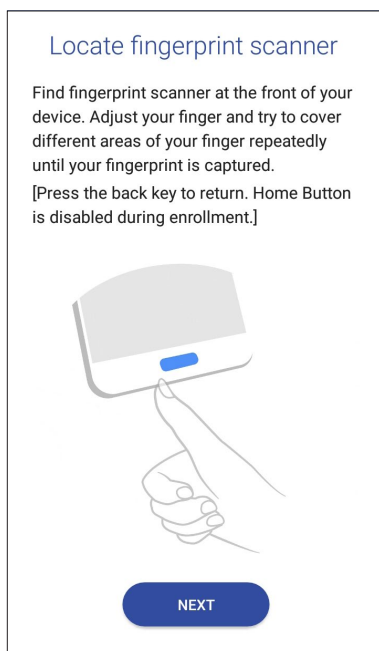 Locate fingerprint scanner
Find fingerprint scanner at the front of your
device. Adjust your finger and try to cover
different areas of your finger repeatedly
until your fingerprint is captured.
[Press the back key to return. Home Button
is disabled during enrollment.]
NEXT